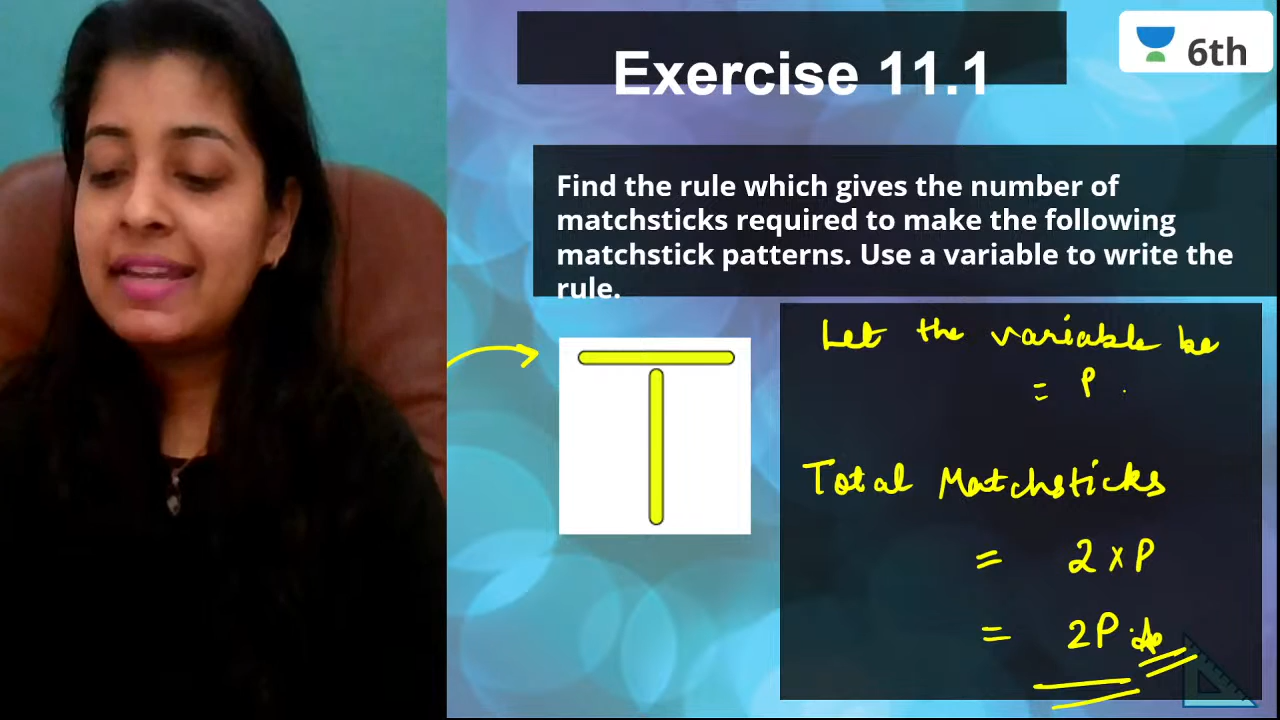 Exercise 11.1
6th
Find the rule which gives the number of
matchsticks required to make the following
matchstick patterns. Use a variable to write the
rule.
Let the variable be
= P .
Total Matchsticks
= 2 × P
= 2P